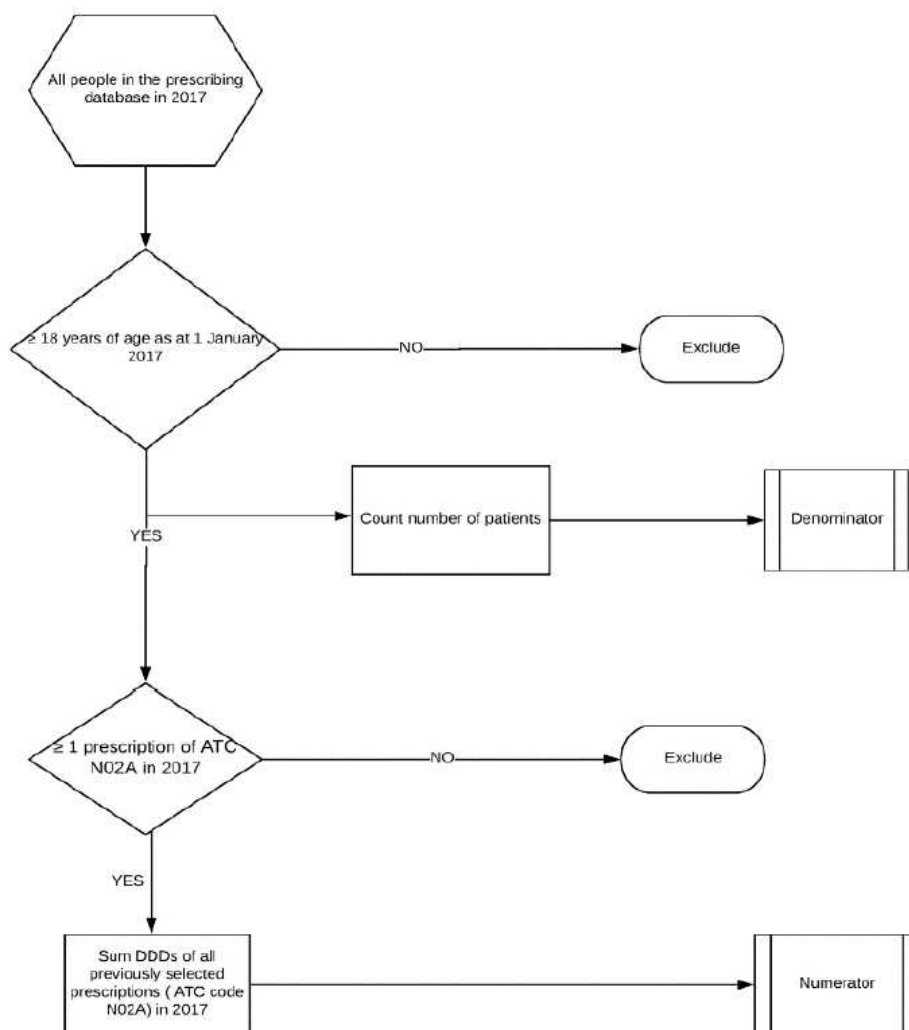 All people in the prescribing
database in 2017
≥ 18 years of age as at 1 January
2017
NO
Exclude
Count number of patients
Denominator
YES
≥ 1 prescription of ATC
N02A in 2017
NO
Exclude
YES
Sum DDDs of all
previously selected
prescriptions ( ATC code
N02A) in 2017
Numerator